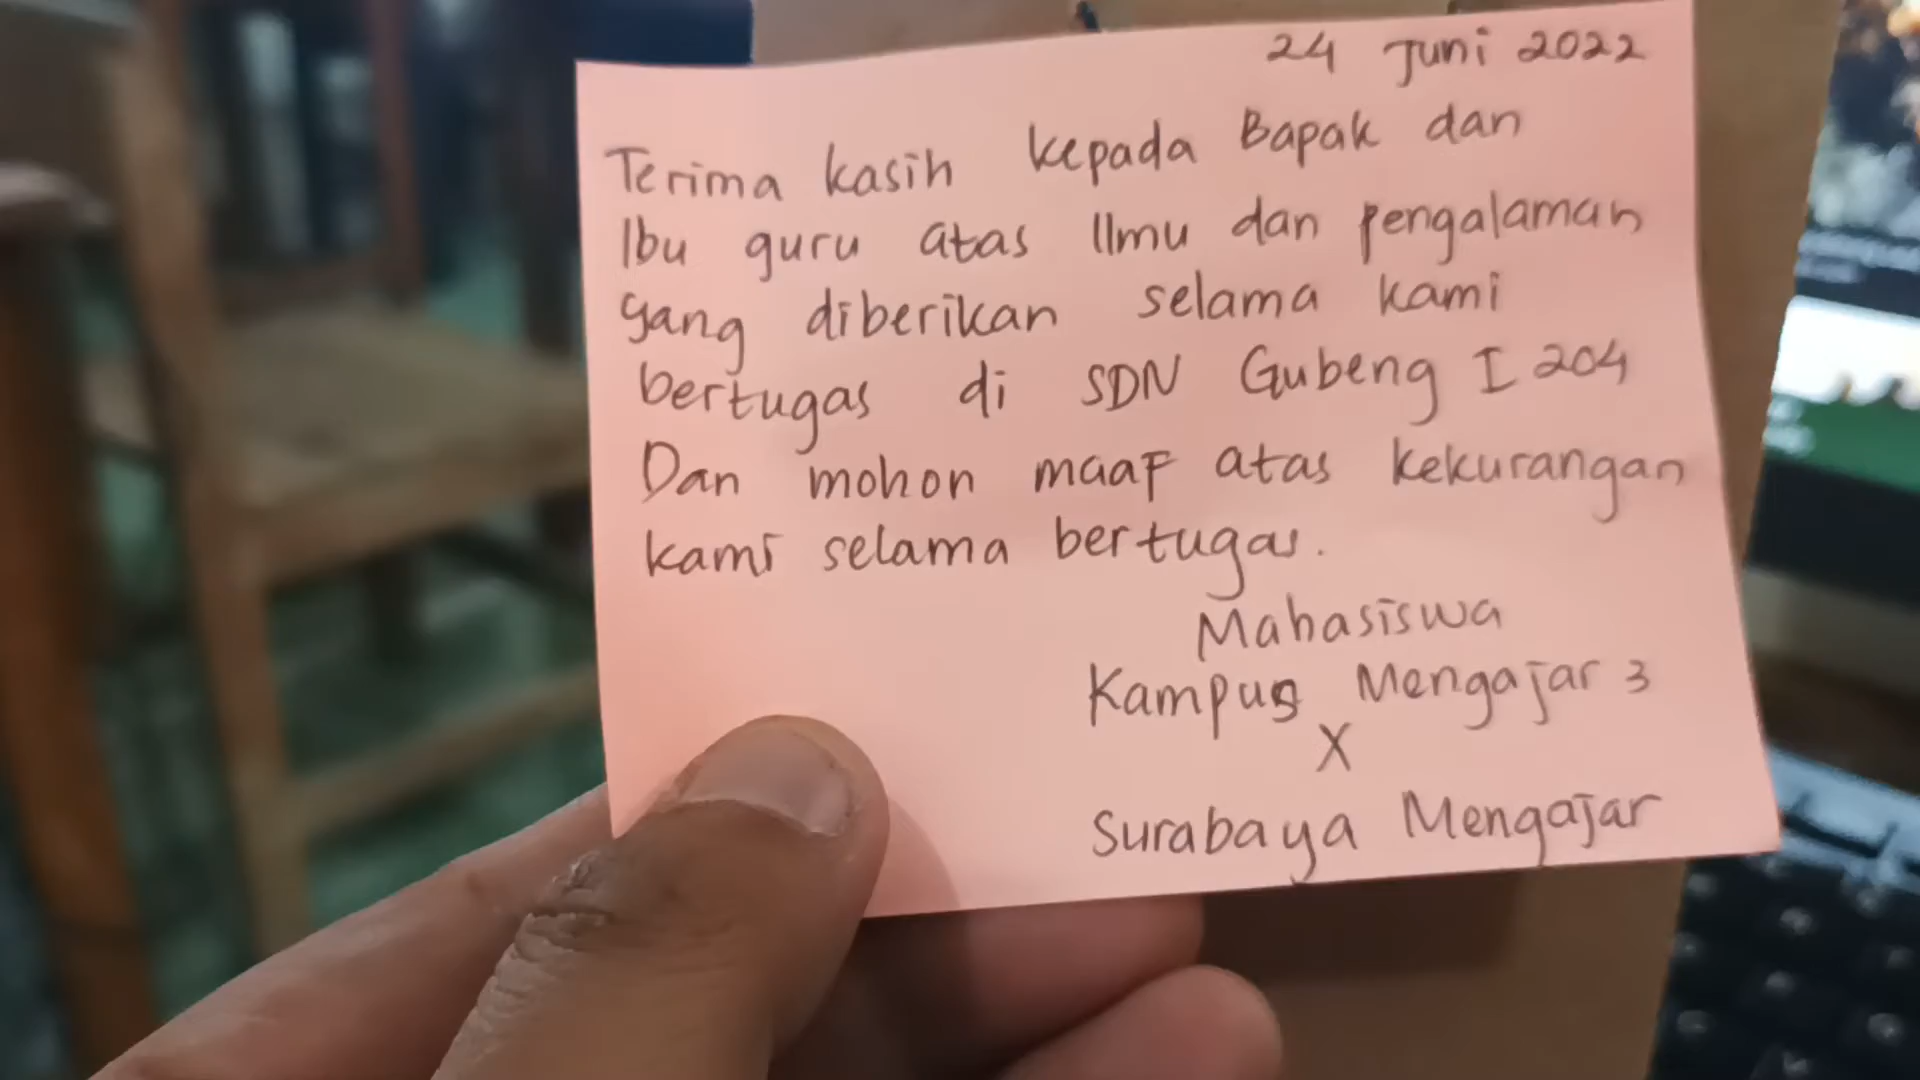 24 Juni 2022
Terima kasih kepada Bapak dan
Ibu guru atas Ilmu dan pengalaman
yang diberikan selama kami
bertugas di SDN Gubeng I 204
Dan mohon maaf atas kekurangan
kami selama bertugas.
Mahasiswa
Kampus Mengajar 3
X
Surabaya Mengajar